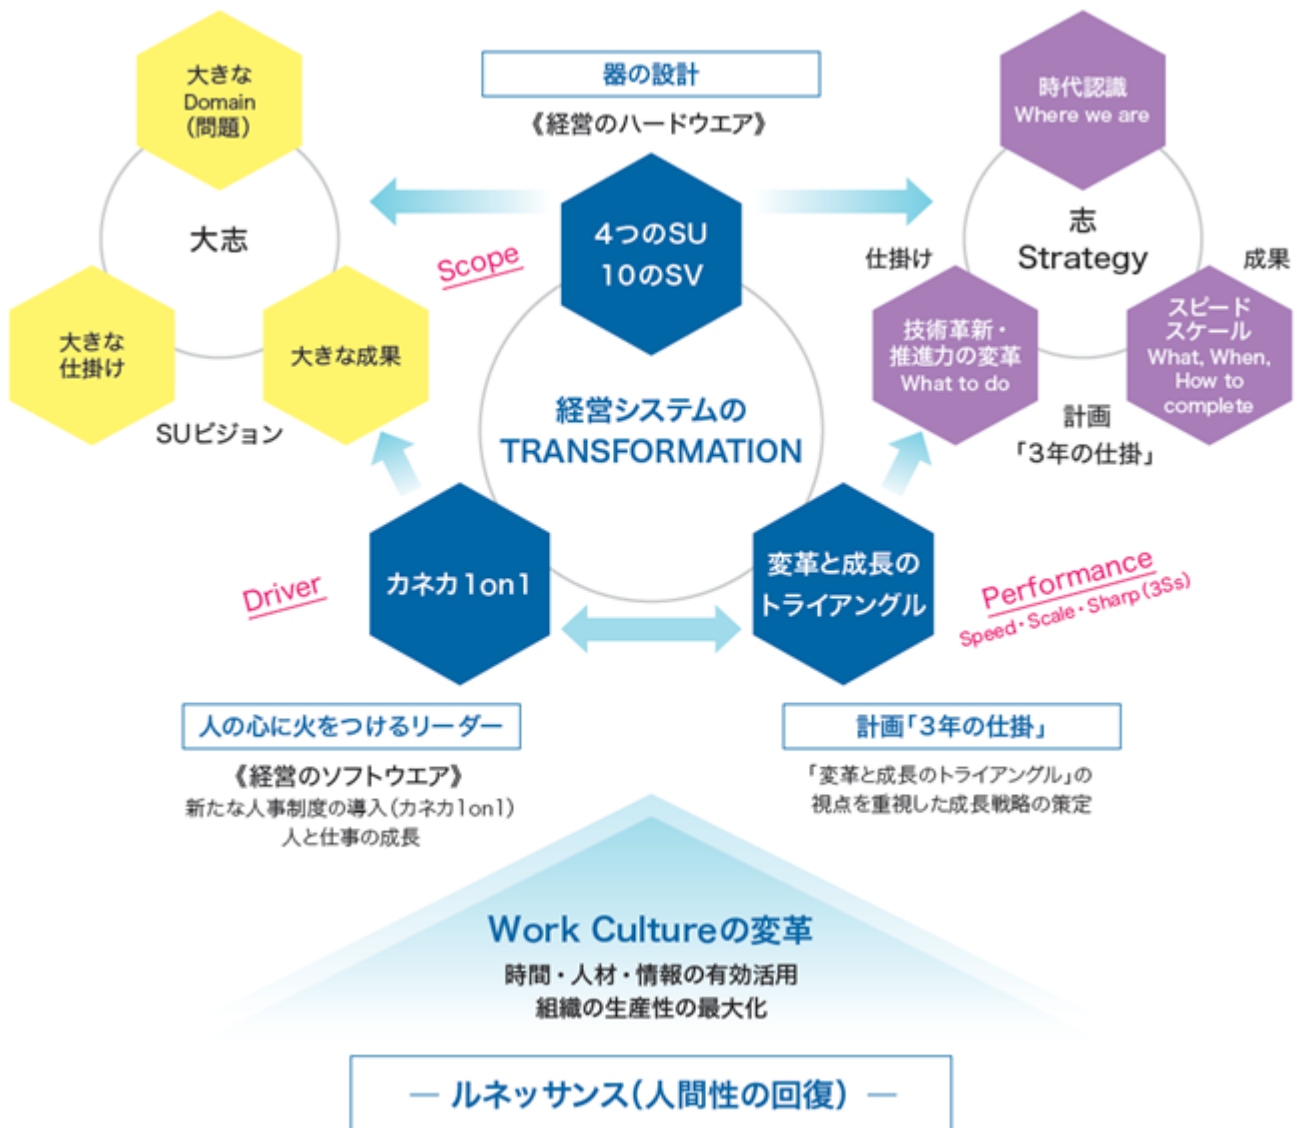 大きな
Domain
(問題)
大志
大きな
仕掛け
大きな成果
SUビジョン
器の設計
《経営のハードウエア》
4つのSU
10のSV
Scope
経営システムの
TRANSFORMATION
時代認識
Where we are
志
Strategy
仕掛け
成果
技術革新・
推進力の変革
What to do
スピード
スケール
What, When,
How to
complete
計画
「3年の仕掛」
カネカ1on1
Driver
変革と成長の
トライアングル
Performance
Speed・Scale・Sharp(3Ss)
人の心に火をつけるリーダー
《経営のソフトウエア》
新たな人事制度の導入(カネカ1on1)
人と仕事の成長
計画「3年の仕掛」
「変革と成長のトライアングル」の
視点を重視した成長戦略の策定
Work Cultureの変革
時間・人材・情報の有効活用
組織の生産性の最大化
— ルネッサンス(人間性の回復) —